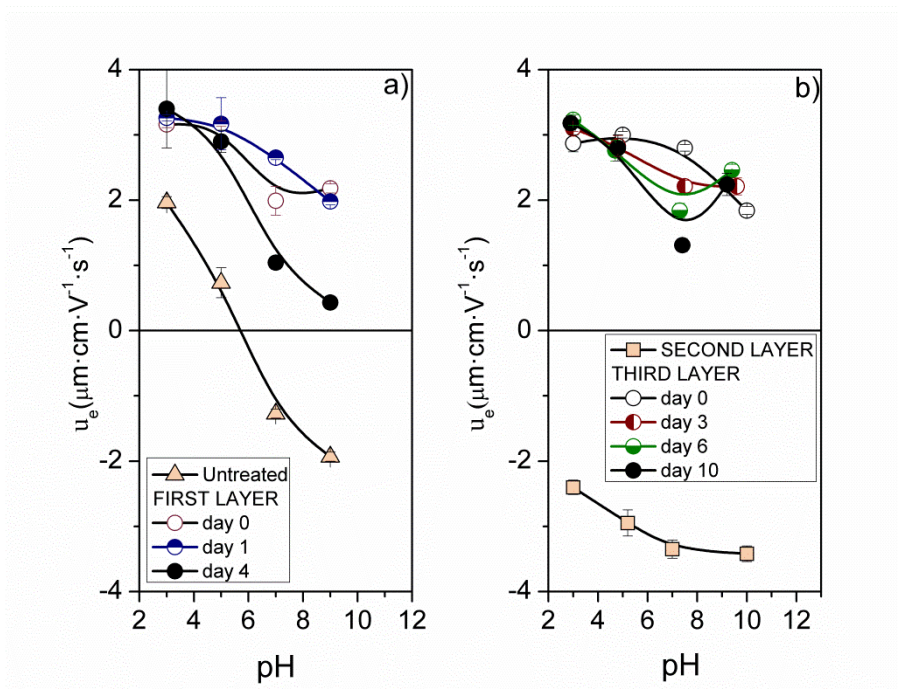 a)
4
2
0
-2
-4
u_e(μm·cm·V⁻¹·s⁻¹)
Untreated
FIRST LAYER
day 0
day 1
day 4
2 4 6 8 10 12
pH
b)
4
2
0
-2
-4
u_e(μm·cm·V⁻¹·s⁻¹)
SECOND LAYER
THIRD LAYER
day 0
day 3
day 6
day 10
2 4 6 8 10 12
pH